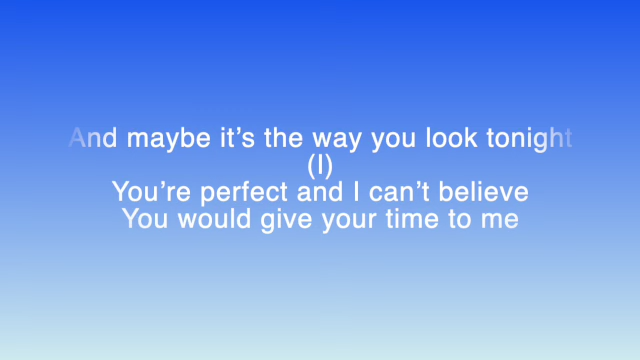 And maybe it’s the way you look tonight
(I)
You’re perfect and I can’t believe
You would give your time to me